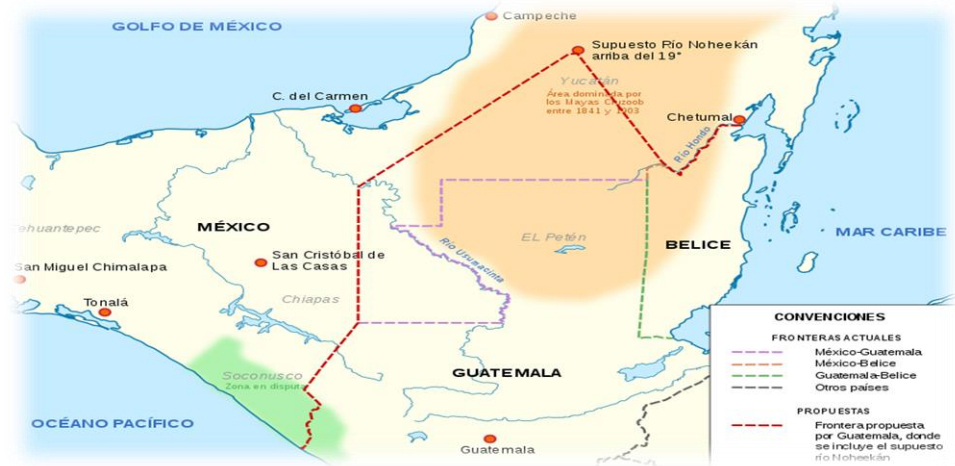 Campeche
GOLFO DE MÉXICO
Supuesto Río Noheekán
arriba del 19°
Yucatán
Área dominada por
los Mayas Cruzoob
entre 1841 y 1903
C. del Carmen
Chetumal
Río Hondo
MÉXICO
ehuantepec
EL Petén
BELICE
MAR CARIBE
Río Usumacinta
San Cristóbal de
Las Casas
San Miguel Chimalapa
Chiapas
Tonalá
Soconusco
Zona en disputa
GUATEMALA
OCÉANO PACÍFICO
Guatemala
CONVENCIONES
FRONTERAS ACTUALES
México-Guatemala
México-Belice
Guatemala-Belice
Otros países
PROPUESTAS
Frontera propuesta
por Guatemala, donde
se incluye el supuesto
río Noheekán